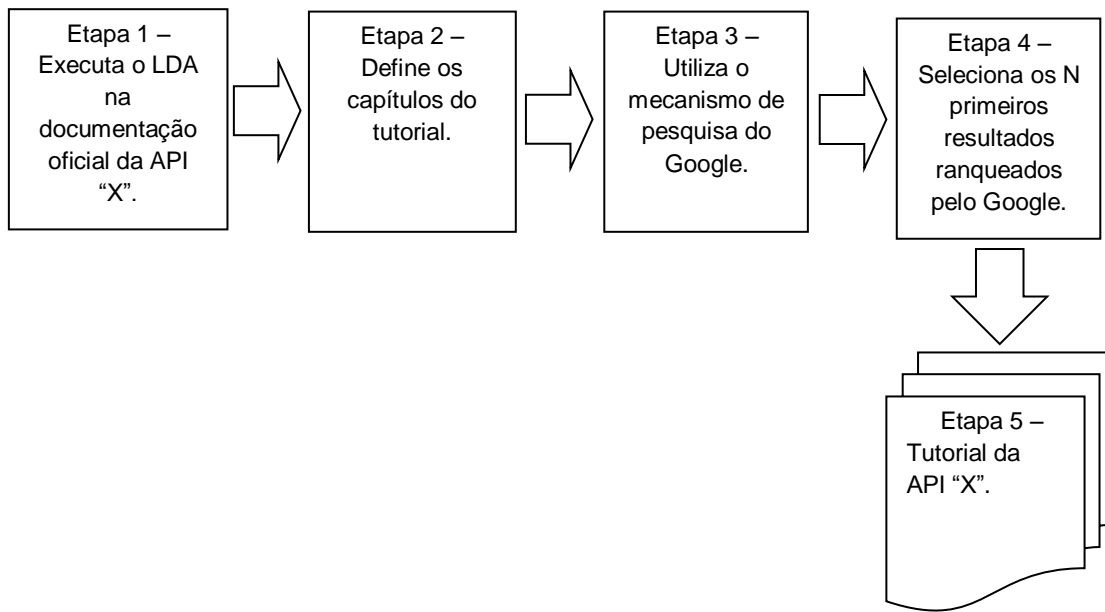 Etapa 1 –
Executa o LDA
na
documentação
oficial da API
“X”.
Etapa 2 –
Define os
capítulos do
tutorial.
Etapa 3 –
Utiliza o
mecanismo de
pesquisa do
Google.
Etapa 4 –
Seleciona os N
primeiros
resultados
ranqueados
pelo Google.
Etapa 5 –
Tutorial da
API “X”.